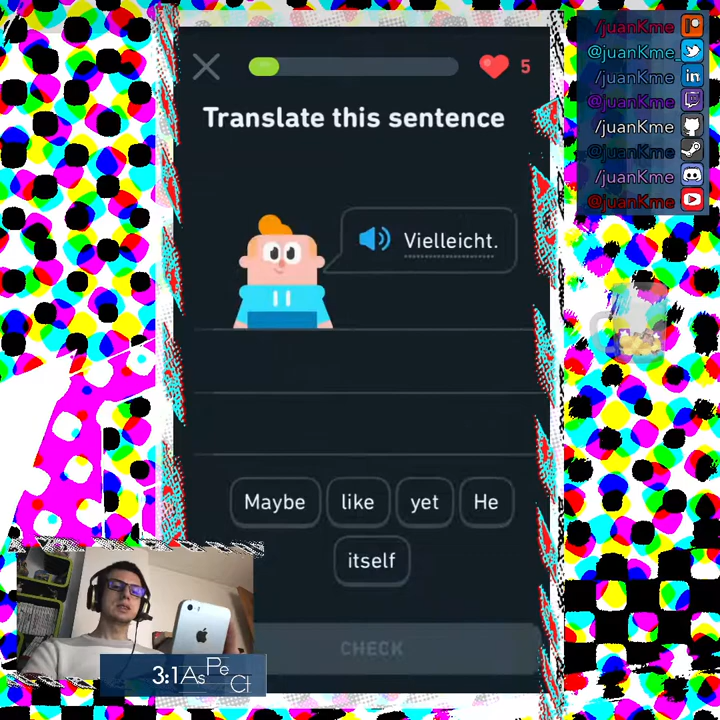 5
Translate this sentence
Vielleicht.
Maybe like yet He
itself
CHECK
/juanKme
@juanKme_
/juanKme
@juanKme
/juanKme
@juanKme
/juanKme
@juanKme
3:1AsPeCt